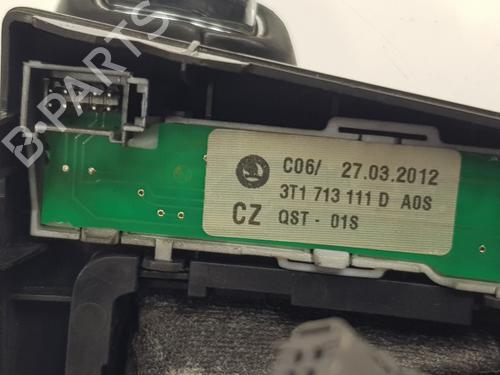 B-PARTS
C06/ 27.03.2012
3T1 713 111 D A0S
CZ QST - 01S